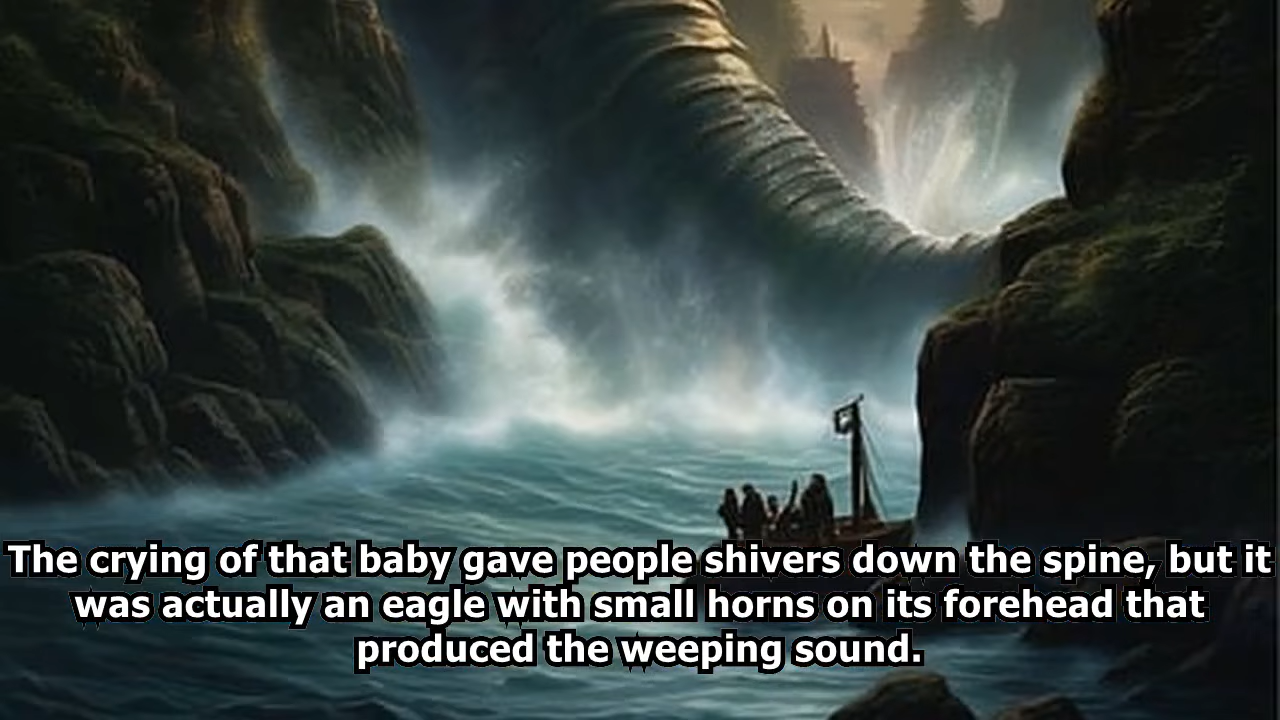 The crying of that baby gave people shivers down the spine, but it
was actually an eagle with small horns on its forehead that
produced the weeping sound.